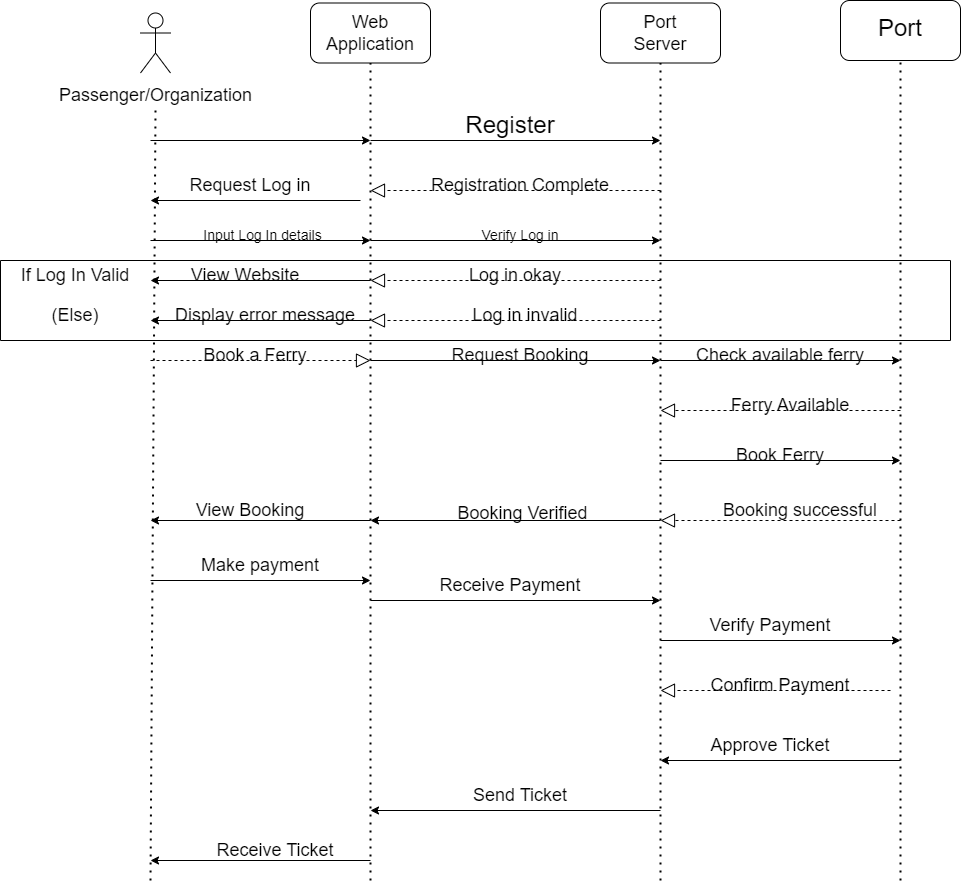 Web
Application
Port
Server
Port
Passenger/Organization
Register
Request Log in
Registration Complete
Input Log In details
Verify Log in
If Log In Valid
View Website
Log in okay
(Else)
Display error message
Log in invalid
Book a Ferry
Request Booking
Check available ferry
Ferry Available
Book Ferry
View Booking
Booking Verified
Booking successful
Make payment
Receive Payment
Verify Payment
Confirm Payment
Approve Ticket
Send Ticket
Receive Ticket